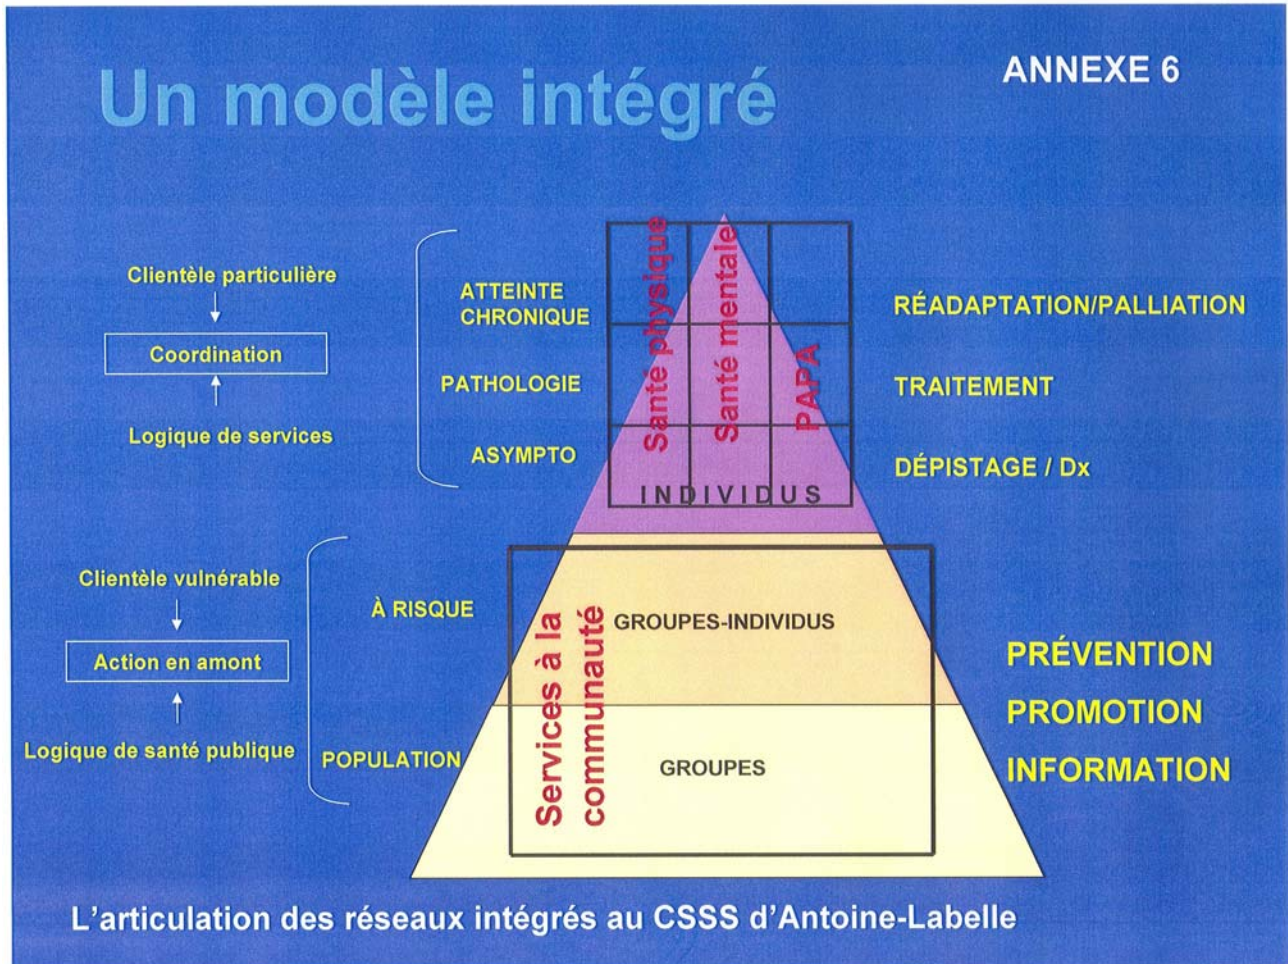 ANNEXE 6
Un modèle intégré
Clientèle particulière
Coordination
Logique de services
ATTEINTE
CHRONIQUE
PATHOLOGIE
ASYMPTO
Santé physique
Santé mentale
PAPA
INDIVIDUS
RÉADAPTATION/PALLIATION
TRAITEMENT
DÉPISTAGE / Dx
Clientèle vulnérable
Action en amont
Logique de santé publique
À RISQUE
POPULATION
Services à la
communauté
GROUPES-INDIVIDUS
GROUPES
PRÉVENTION
PROMOTION
INFORMATION
L'articulation des réseaux intégrés au CSSS d'Antoine-Labelle